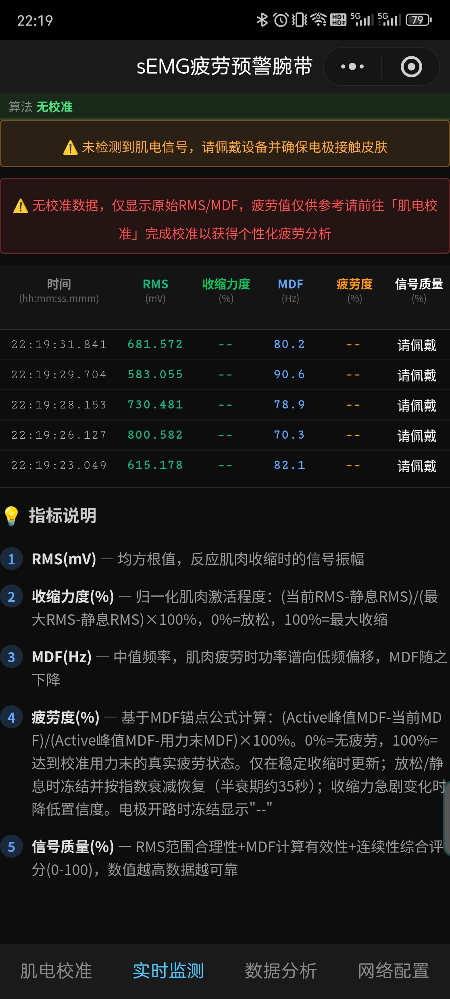 22:19
6 HD1 HD2 5G 5G 79
sEMG疲劳预警腕带
算法 无校准
⚠️ 未检测到肌电信号，请佩戴设备并确保电极接触皮肤
⚠️ 无校准数据，仅显示原始RMS/MDF，疲劳值仅供参考请前往「肌电校
准」完成校准以获得个性化疲劳分析
时间 RMS 收缩力度 MDF 疲劳度 信号质量
(hh:mm:ss.mmm) (mV) (%) (Hz) (%) (%)
22:19:31.841 681.572 -- 80.2 -- 请佩戴
22:19:29.704 583.055 -- 90.6 -- 请佩戴
22:19:28.153 730.481 -- 78.9 -- 请佩戴
22:19:26.127 800.582 -- 70.3 -- 请佩戴
22:19:23.049 615.178 -- 82.1 -- 请佩戴
💡 指标说明
1 RMS(mV) — 均方根值，反应肌肉收缩时的信号振幅
2 收缩力度(%) — 归一化肌肉激活程度：(当前RMS-静息RMS)/(最
大RMS-静息RMS)×100%，0%=放松，100%=最大收缩
3 MDF(Hz) — 中值频率，肌肉疲劳时功率谱向低频偏移，MDF随之
下降
4 疲劳度(%) — 基于MDF锚点公式计算：(Active峰值MDF-当前MD
F)/(Active峰值MDF-用力末MDF)×100%。0%=无疲劳，100%=
达到校准用力末的真实疲劳状态。仅在稳定收缩时更新；放松/静
息时冻结并按指数衰减恢复（半衰期约35秒）；收缩力急剧变化时
降低置信度。电极开路时冻结显示"--"
5 信号质量(%) — RMS范围合理性+MDF计算有效性+连续性综合评
分(0-100)，数值越高数据越可靠
肌电校准 实时监测 数据分析 网络配置